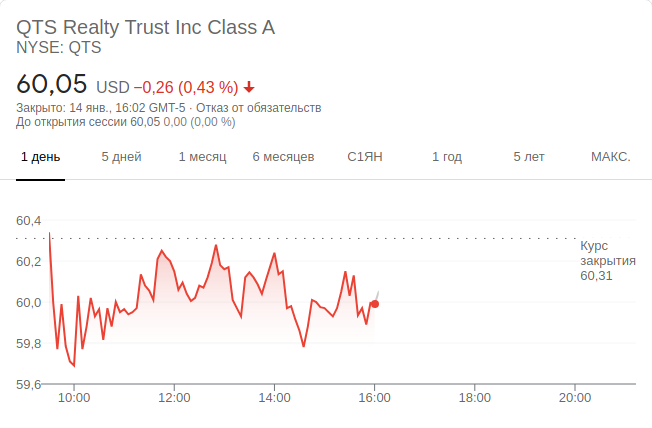 QTS Realty Trust Inc Class A
NYSE: QTS
60,05 USD −0,26 (0,43 %)
Закрыто: 14 янв., 16:02 GMT-5 · Отказ от обязательств
До открытия сессии 60,05 0,00 (0,00 %)
1 день 5 дней 1 месяц 6 месяцев С1ЯН 1 год 5 лет МАКС.
60,4
Курс
закрытия
60,31
60,2
60,0
59,8
59,6
10:00 12:00 14:00 16:00 18:00 20:00